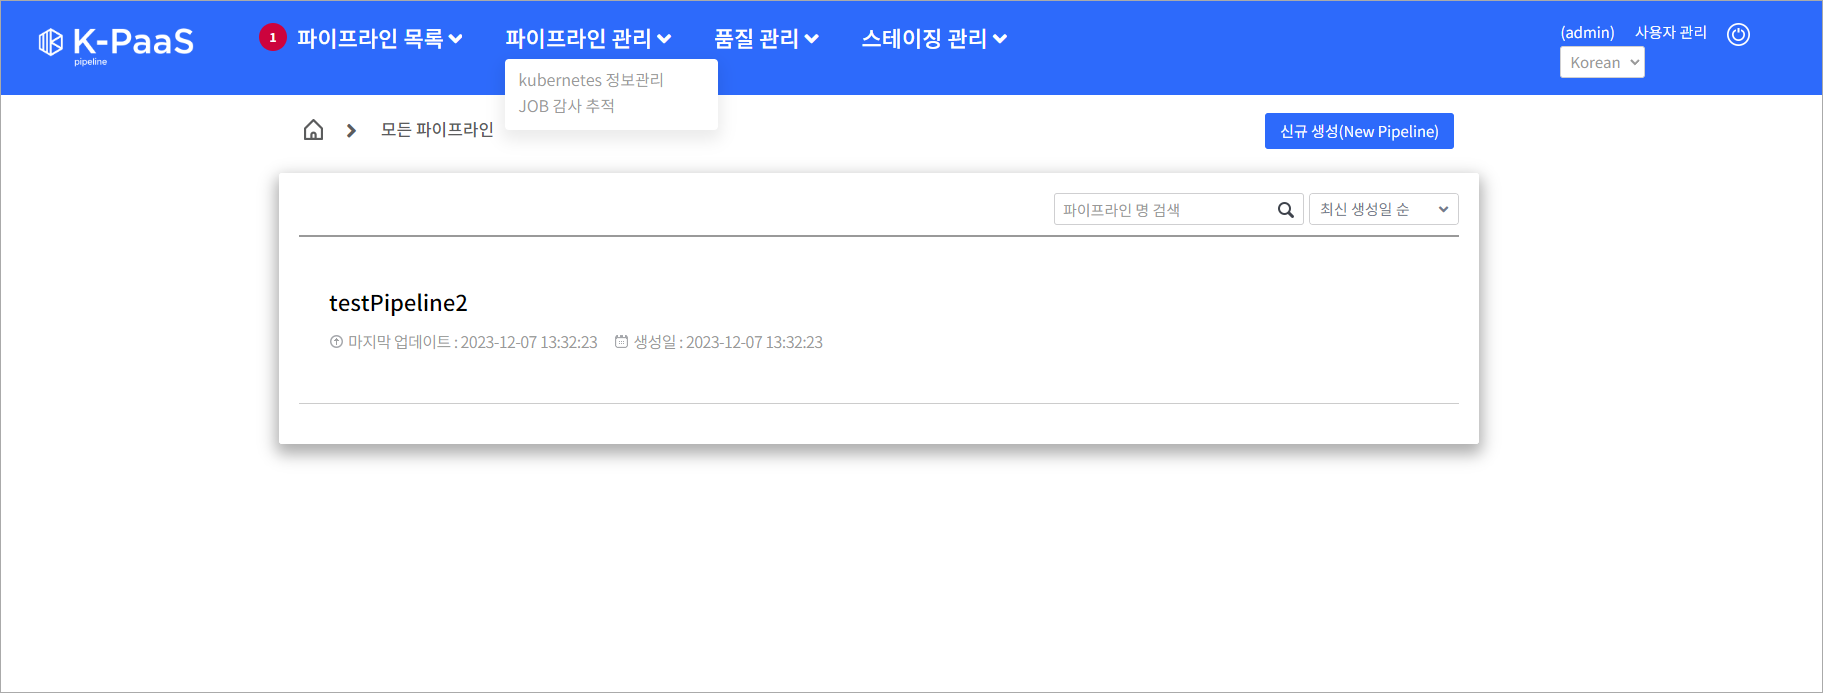 K-PaaS
pipeline
1 파이프라인 목록 파이프라인 관리 품질 관리 스테이징 관리
(admin) 사용자 관리
Korean
kubernetes 정보관리
JOB 감사 추적
모든 파이프라인
신규 생성(New Pipeline)
파이프라인 명 검색 최신 생성일 순
testPipeline2
마지막 업데이트 : 2023-12-07 13:32:23 생성일 : 2023-12-07 13:32:23